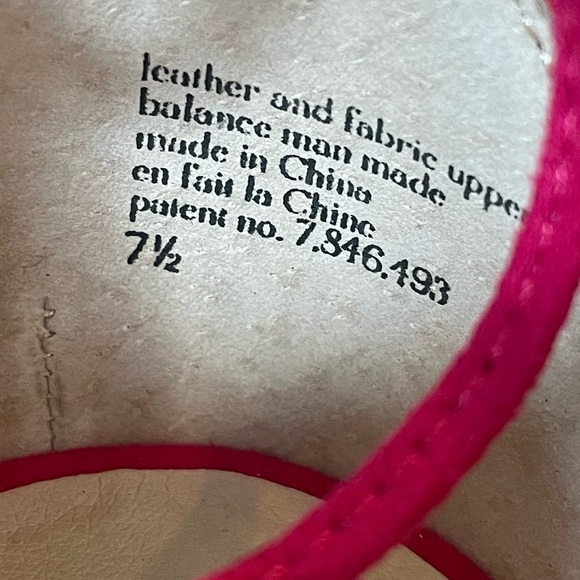 leather and fabric upper
balance man made
made in China
en fait la Chine
patent no. 7.846.493
7½